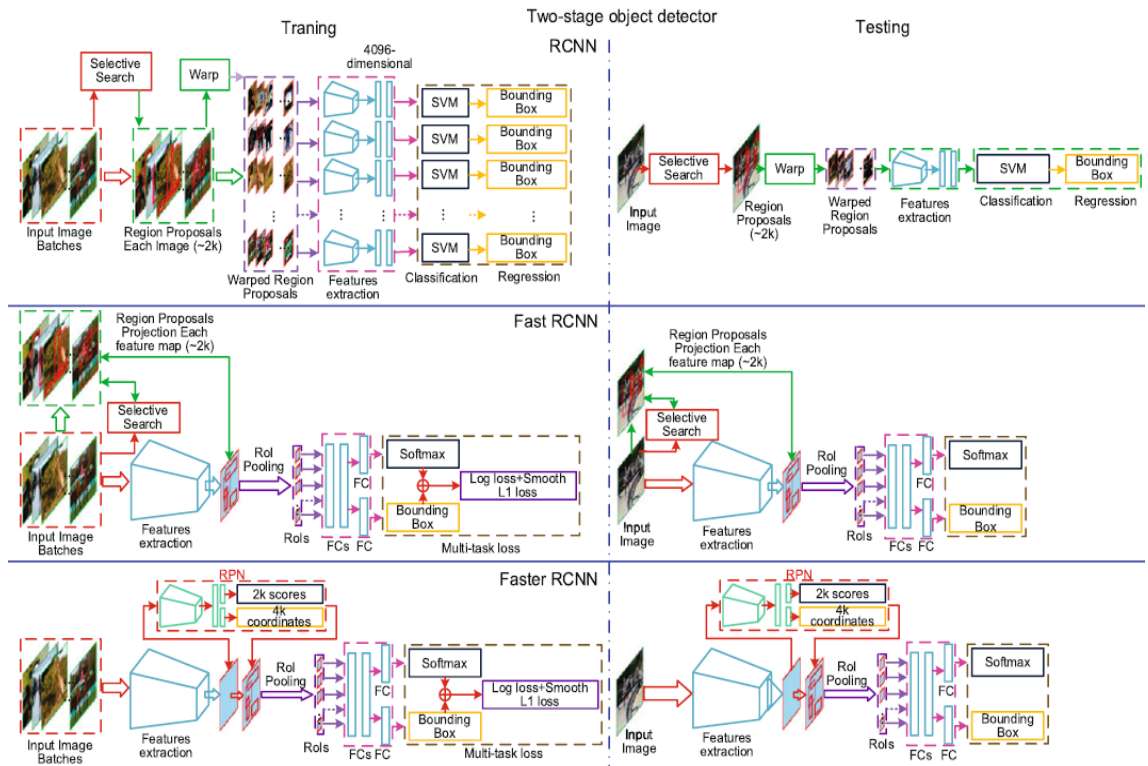 Two-stage object detector
Traning
RCNN
Testing
Selective
Search
Warp
4096-
dimensional
SVM
Bounding
Box
SVM
Bounding
Box
SVM
Bounding
Box
SVM
Bounding
Box
Input Image
Batches
Region Proposals
Each Image (~2k)
Warped Region
Proposals
Features
extraction
Classification
Regression
Input
Image
Selective
Search
Region
Proposals
(~2k)
Warp
Warped
Region
Proposals
Features
extraction
SVM
Classification
Bounding
Box
Regression
Fast RCNN
Region Proposals
Projection Each
feature map (~2k)
Selective
Search
Input Image
Batches
Features
extraction
RoI
Pooling
RoIs
FCs
FC
FC
Softmax
Bounding
Box
Log loss+Smooth
L1 loss
Multi-task loss
Region Proposals
Projection Each
feature map (~2k)
Selective
Search
Input
Image
Features
extraction
RoI
Pooling
RoIs
FCs
FC
FC
Softmax
Bounding
Box
Faster RCNN
RPN
2k scores
4k
coordinates
Input Image
Batches
Features
extraction
RoI
Pooling
RoIs
FCs
FC
FC
Softmax
Bounding
Box
Log loss+Smooth
L1 loss
Multi-task loss
RPN
2k scores
4k
coordinates
Input
Image
Features
extraction
RoI
Pooling
RoIs
FCs
FC
FC
Softmax
Bounding
Box